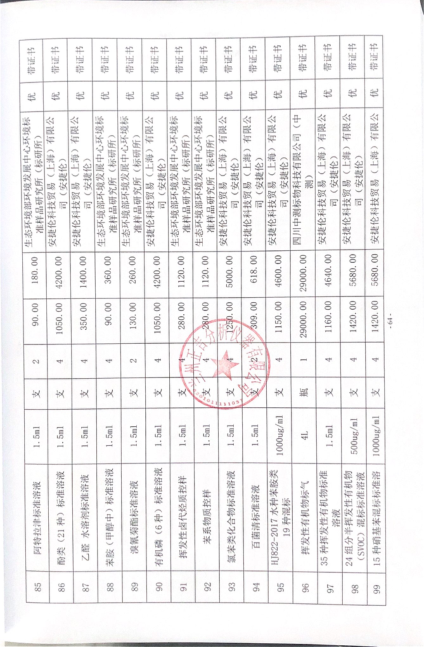 85 阿特拉津标准溶液 1.5ml 支 2 90.00 180.00 生态环境部环境发展中心环境标准样品研究所（标研所） 优 带证书
86 酚类（21种）标准溶液 1.5ml 支 4 1050.00 4200.00 安捷伦科技贸易（上海）有限公司（安捷伦） 优 带证书
87 乙醛 水溶剂标准溶液 1.5ml 支 4 350.00 1400.00 安捷伦科技贸易（上海）有限公司（安捷伦） 优 带证书
88 苯胺（甲醇中）标准溶液 1.5ml 支 4 90.00 360.00 生态环境部环境发展中心环境标准样品研究所（标研所） 优 带证书
89 溴氰菊酯标准溶液 1.5ml 支 2 130.00 260.00 生态环境部环境发展中心环境标准样品研究所（标研所） 优 带证书
90 有机磷（6种）标准溶液 1.5ml 支 4 1050.00 4200.00 安捷伦科技贸易（上海）有限公司（安捷伦） 优 带证书
91 挥发性卤代烃质控样 1.5ml 支 4 280.00 1120.00 生态环境部环境发展中心环境标准样品研究所（标研所） 优 带证书
92 苯系物质控样 1.5ml 支 4 280.00 1120.00 生态环境部环境发展中心环境标准样品研究所（标研所） 优 带证书
93 氯苯类化合物标准溶液 1.5ml 支 4 1250.00 5000.00 安捷伦科技贸易（上海）有限公司（安捷伦） 优 带证书
94 百菌清标准溶液 1.5ml 支 2 309.00 618.00 安捷伦科技贸易（上海）有限公司（安捷伦） 优 带证书
95 HJ822-2017 水种苯胺类19种混标 1000ug/ml 支 4 1150.00 4600.00 安捷伦科技贸易（上海）有限公司（安捷伦） 优 带证书
96 挥发性有机物标气 4L 瓶 1 29000.00 29000.00 四川中测标物科技有限公司（中测） 优 带证书
97 35种挥发性有机物标准溶液 1.5ml 支 4 1160.00 4640.00 安捷伦科技贸易（上海）有限公司（安捷伦） 优 带证书
98 24组分半挥发性有机物（SVOC）混标标准溶液 500ug/ml 支 4 1420.00 5680.00 安捷伦科技贸易（上海）有限公司（安捷伦） 优 带证书
99 15种硝基苯混标标准溶 1000ug/ml 支 4 1420.00 5680.00 安捷伦科技贸易（上海）有限公司（安捷伦） 优 带证书
- 64 -